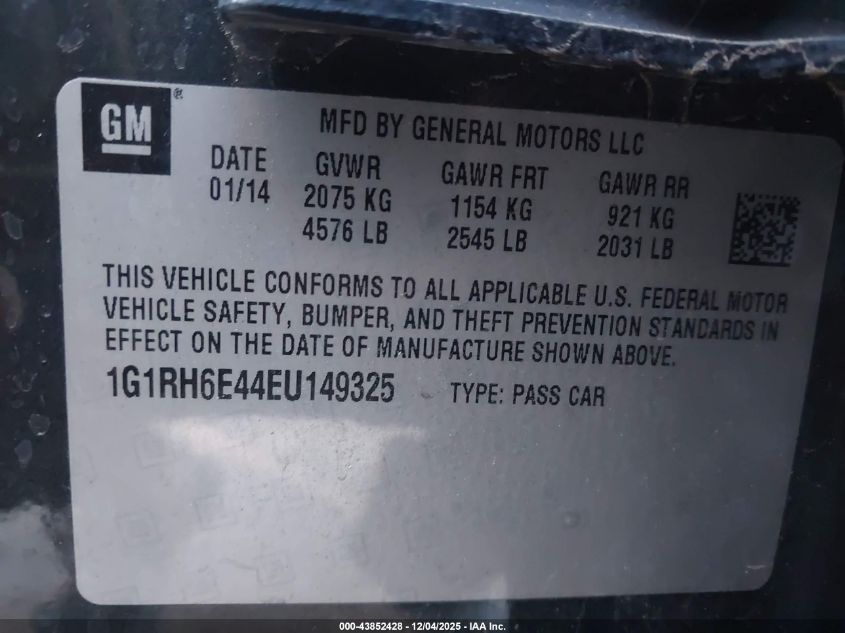 GM ®
MFD BY GENERAL MOTORS LLC
DATE GVWR GAWR FRT GAWR RR
01/14 2075 KG 1154 KG 921 KG
4576 LB 2545 LB 2031 LB
THIS VEHICLE CONFORMS TO ALL APPLICABLE U.S. FEDERAL MOTOR
VEHICLE SAFETY, BUMPER, AND THEFT PREVENTION STANDARDS IN
EFFECT ON THE DATE OF MANUFACTURE SHOWN ABOVE.
1G1RH6E44EU149325 TYPE: PASS CAR
000-43852428 - 12/04/2025 - IAA Inc.